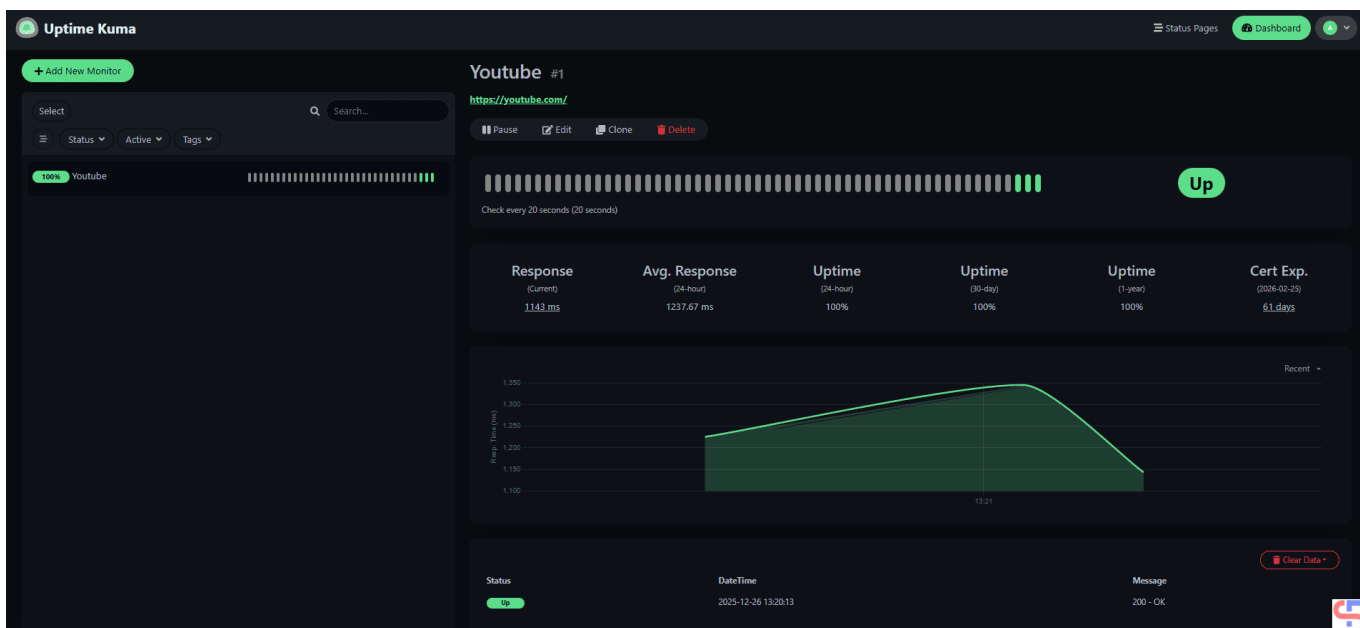 Uptime Kuma
Status Pages
Dashboard
+ Add New Monitor
Select
Search...
Status
Active
Tags
100% Youtube
Youtube #1
https://youtube.com/
Pause Edit Clone Delete
Up
Check every 20 seconds (20 seconds)
Response Avg. Response Uptime Uptime Uptime Cert Exp.
(Current) (24-hour) (24-hour) (30-day) (1-year) (2026-02-25)
1143 ms 1237.67 ms 100% 100% 100% 61 days
Recent
Resp. Time (ms)
1,350
1,300
1,250
1,200
1,150
1,100
13:21
Clear Data
Status DateTime Message
Up 2025-12-26 13:20:13 200 - OK